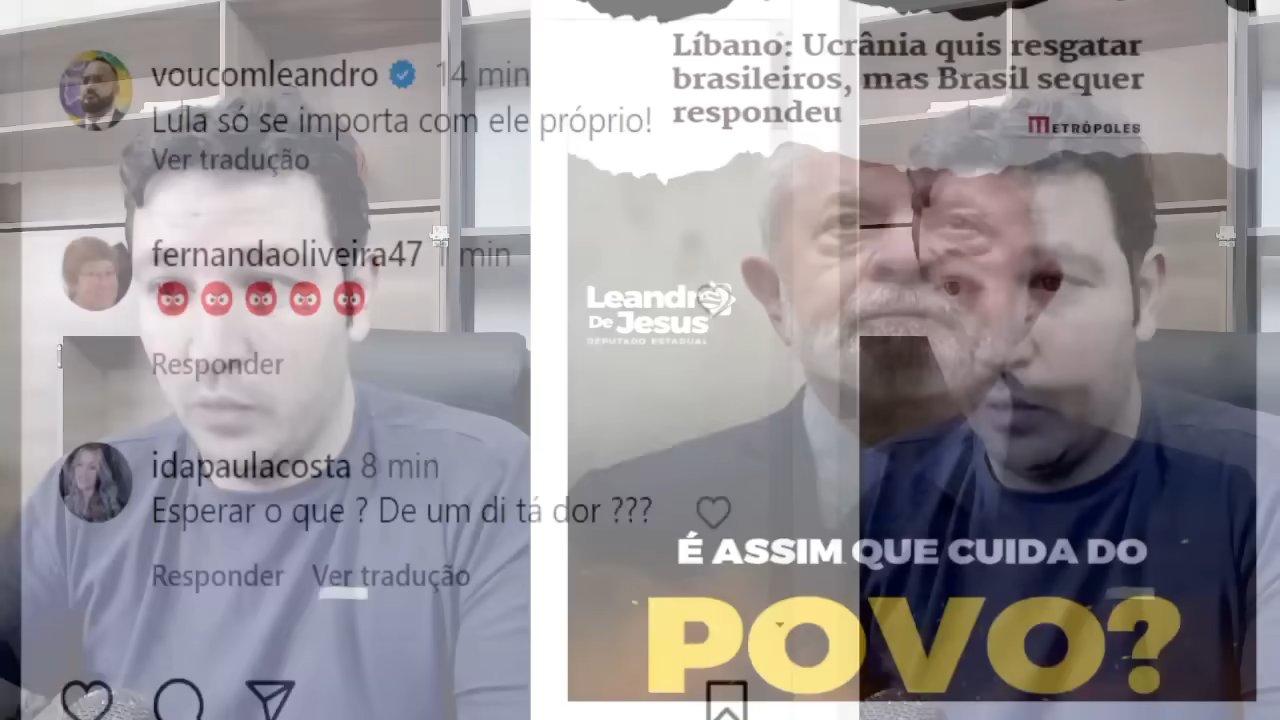 voucomleandro 14 min
Lula só se importa com ele próprio!
Ver tradução
fernandaoliveira47 1 min
Responder
idapaulacosta 8 min
Esperar o que ? De um di tá dor ???
Responder Ver tradução
Líbano: Ucrânia quis resgatar
brasileiros, mas Brasil sequer
respondeu
METRÓPOLES
Leandro
De Jesus
DEPUTADO ESTADUAL
É ASSIM QUE CUIDA DO
POVO?